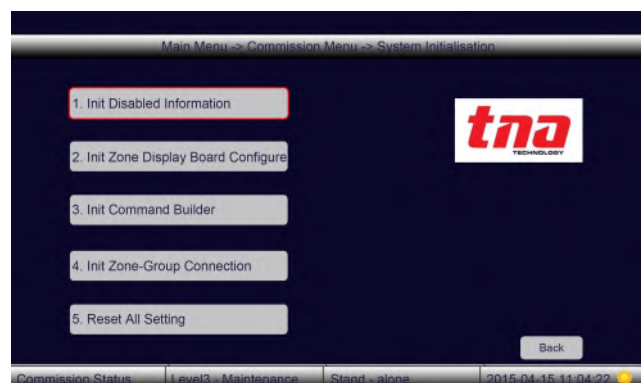 Main Menu -> Commission Menu -> System Initialisation
1. Init Disabled Information
tna
TECHNOLOGY
2. Init Zone Display Board Configure
3. Init Command Builder
4. Init Zone-Group Connection
5. Reset All Setting
Back
Commission Status Level3 - Maintenance Stand - alone 2015-04-15 11:04:22